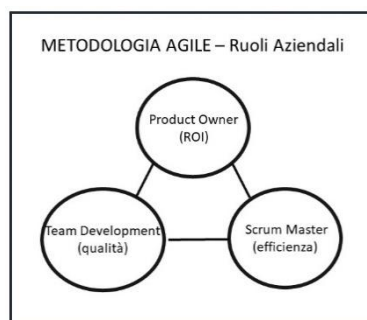 METODOLOGIA AGILE – Ruoli Aziendali
Product Owner
(ROI)
Team Development
(qualità)
Scrum Master
(efficienza)